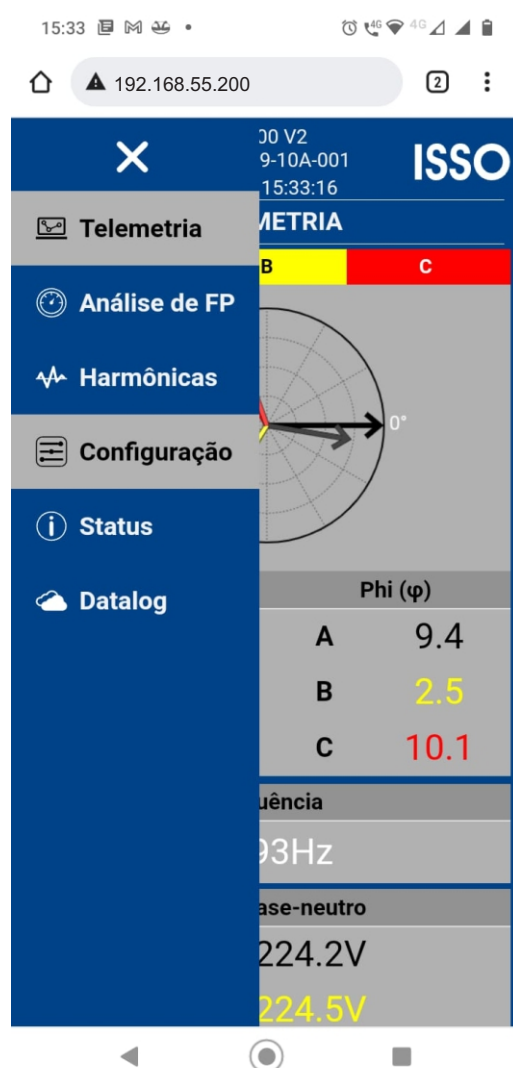 15:33
4G 4G
192.168.55.200
2
00 V2
9-10A-001
15:33:16
ISSO
Telemetria
METRIA
B C
Análise de FP
Harmônicas
0°
Configuração
Status
Datalog
Phi (φ)
A 9.4
B 2.5
C 10.1
uência
93Hz
ase-neutro
224.2V
224.5V